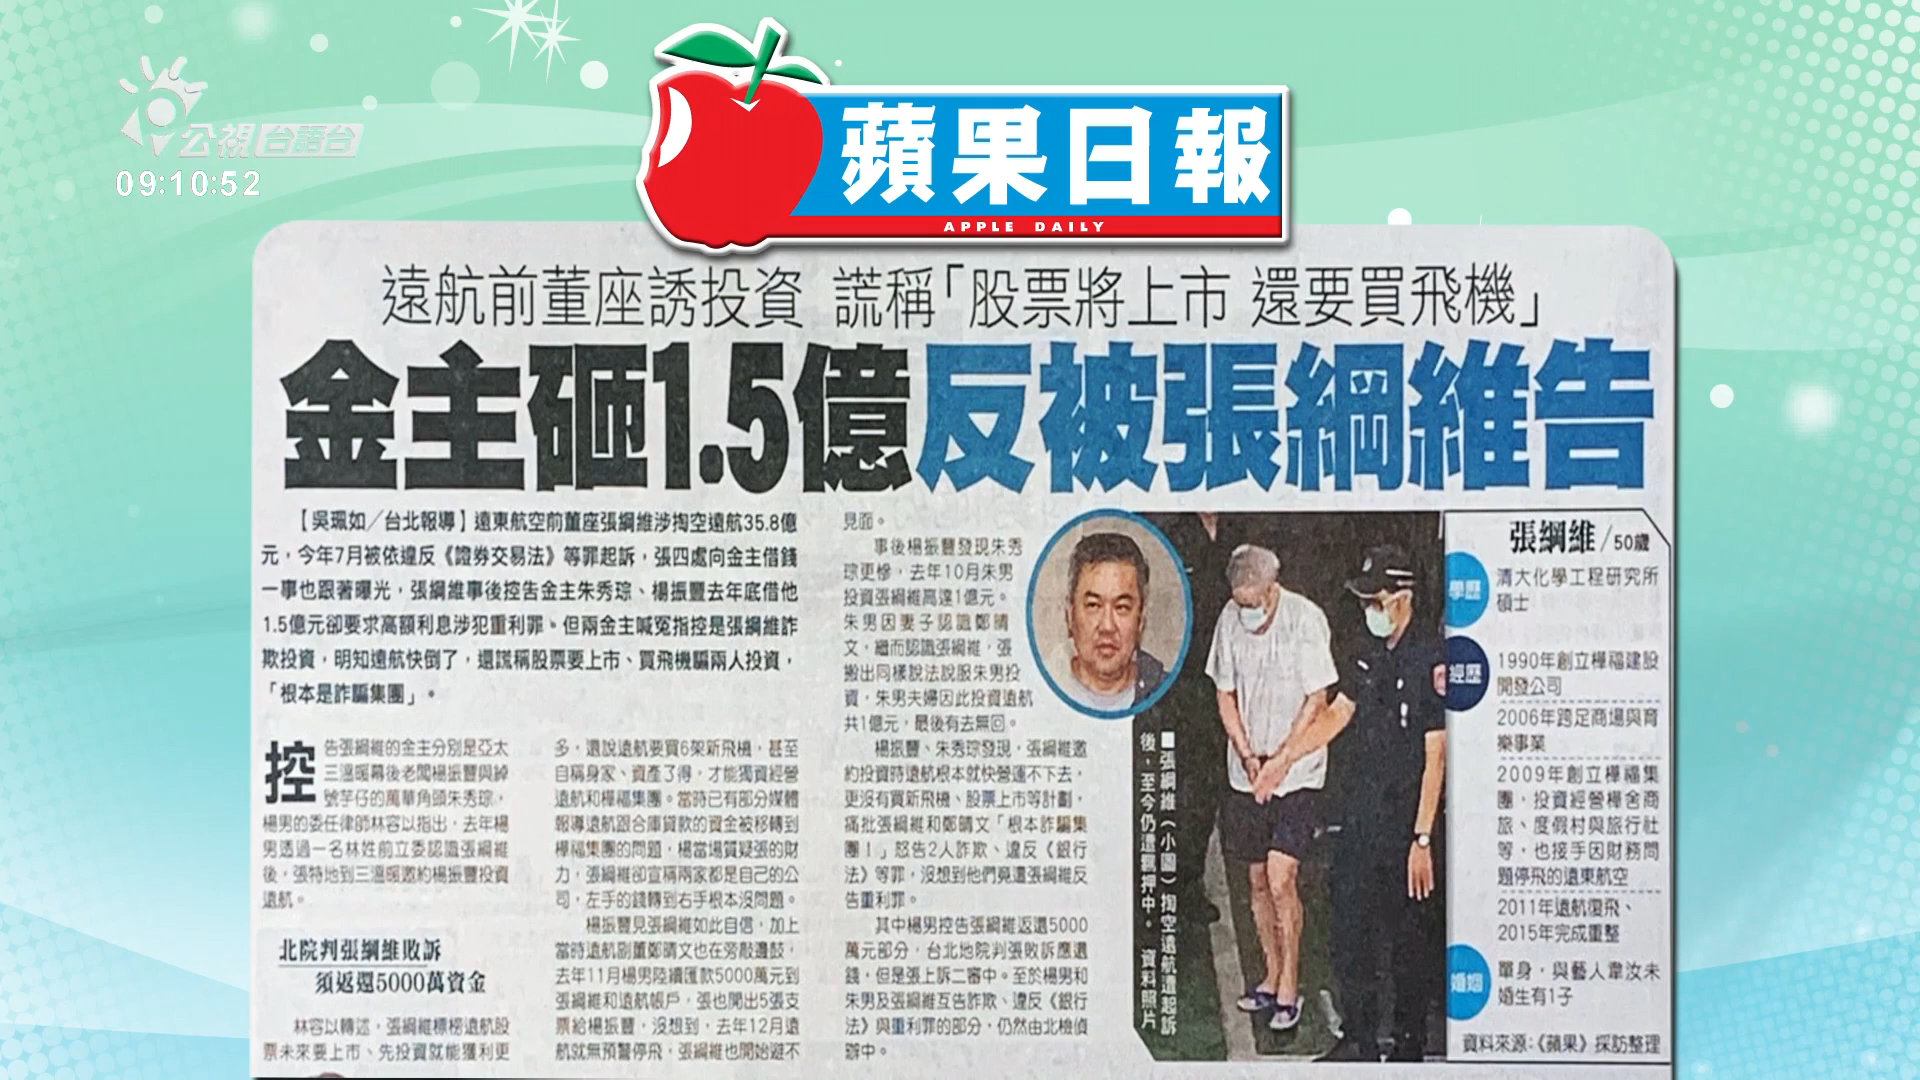 公視台語台
09:10:52
蘋果日報
APPLE DAILY
遠航前董座誘投資 謊稱「股票將上市 還要買飛機」
金主砸1.5億反被張綱維告
【吳珮如/台北報導】遠東航空前董座張綱維涉掏空遠航35.8億
元，今年7月被依違反《證券交易法》等罪起訴，張四處向金主借錢
一事也跟著曝光，張綱維事後控告金主朱秀琮、楊振豐去年底借他
1.5億元卻要求高額利息涉犯重利罪。但兩金主喊冤指控是張綱維詐
欺投資，明知遠航快倒了，還謊稱股票要上市、買飛機騙兩人投資，
「根本是詐騙集團」。
控告張綱維的金主分別是亞太
三溫暖幕後老闆楊振豐與綽
號芋仔的萬華角頭朱秀琮，
楊男的委任律師林容以指出，去年楊
男透過一名林姓前立委認識張綱維
後，張特地到三溫暖邀約楊振豐投資
遠航。
北院判張綱維敗訴
須返還5000萬資金
林容以轉述，張綱維標榜遠航股
票未來要上市、先投資就能獲利更
多，還說遠航要買6架新飛機，甚至
自稱身家、資產了得，才能獨資經營
遠航和樺福集團。當時已有部分媒體
報導遠航跟合庫貸款的資金被移轉到
樺福集團的問題，楊當場質疑張的財
力，張綱維卻宣稱兩家都是自己的公
司，左手的錢轉到右手根本沒問題。
楊振豐見張綱維如此自信，加上
當時遠航副董鄭晴文也在旁敲邊鼓，
去年11月楊男陸續匯款5000萬元到
張綱維和遠航帳戶，張也開出5張支
票給楊振豐，沒想到，去年12月遠
航就無預警停飛，張綱維也開始避不
見面。
事後楊振豐發現朱秀
琮更慘，去年10月朱男
投資張綱維高達1億元。
朱男因妻子認識鄭晴
文，繼而認識張綱維，張
搬出同樣說法說服朱男投
資，朱男夫婦因此投資遠航
共1億元，最後有去無回。
楊振豐、朱秀琮發現，張綱維邀
約投資時遠航根本就快營運不下去，
更沒有買新飛機、股票上市等計劃，
痛批張綱維和鄭晴文「根本詐騙集
團！」怒告2人詐欺、違反《銀行
法》等罪，沒想到他們竟遭張綱維反
告重利罪。
其中楊男控告張綱維返還5000
萬元部分，台北地院判張敗訴應還
錢，但是張上訴二審中。至於楊男和
朱男及張綱維互告詐欺、違反《銀行
法》與重利罪的部分，仍然由北檢偵
辦中。
■張綱維（小圖）掏空遠航遭起訴
後，至今仍遭羈押中。 資料照片
張綱維/50歲
學歷
清大化學工程研究所
碩士
經歷
1990年創立樺福建設
開發公司
2006年跨足商場與育
樂事業
2009年創立樺福集
團，投資經營樺舍商
旅、度假村與旅行社
等，也接手因財務問
題停飛的遠東航空
2011年遠航復飛、
2015年完成重整
婚姻
單身，與藝人韋汝未
婚生有1子
資料來源：《蘋果》採訪整理